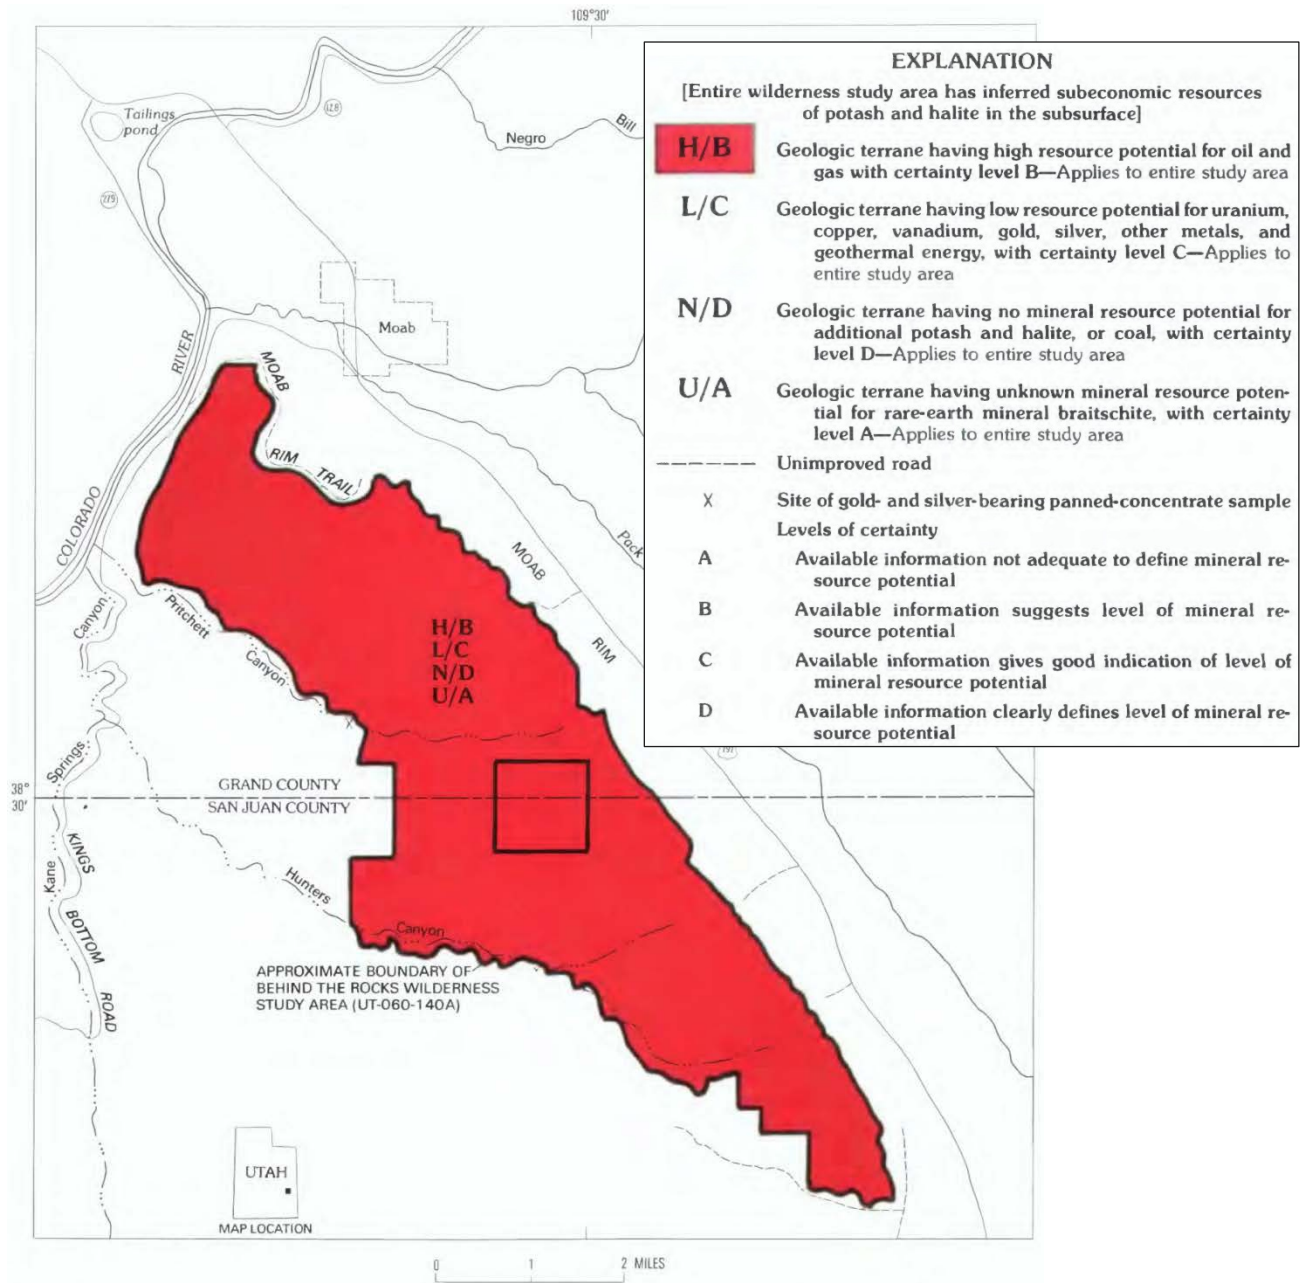 109°30′
EXPLANATION
[Entire wilderness study area has inferred subeconomic resources
of potash and halite in the subsurface]
H/B
Geologic terrane having high resource potential for oil and
gas with certainty level B—Applies to entire study area
L/C
Geologic terrane having low resource potential for uranium,
copper, vanadium, gold, silver, other metals, and
geothermal energy, with certainty level C—Applies to
entire study area
N/D
Geologic terrane having no mineral resource potential for
additional potash and halite, or coal, with certainty
level D—Applies to entire study area
U/A
Geologic terrane having unknown mineral resource poten-
tial for rare-earth mineral braitschite, with certainty
level A—Applies to entire study area
Unimproved road
X Site of gold- and silver-bearing panned-concentrate sample
Levels of certainty
A Available information not adequate to define mineral re-
source potential
B Available information suggests level of mineral re-
source potential
C Available information gives good indication of level of
mineral resource potential
D Available information clearly defines level of mineral re-
source potential
Tailings
pond
128
Negro Bill
279
Moab
RIVER
COLORADO
MOAB
RIM TRAIL
Pack
MOAB
RIM
Canyon
Pritchett
Canyon
H/B
L/C
N/D
U/A
X
191
Springs
38°
30′
GRAND COUNTY
SAN JUAN COUNTY
Kane
KINGS
BOTTOM
ROAD
Hunters
Canyon
APPROXIMATE BOUNDARY OF
BEHIND THE ROCKS WILDERNESS
STUDY AREA (UT-060-140A)
UTAH
MAP LOCATION
0 1 2 MILES